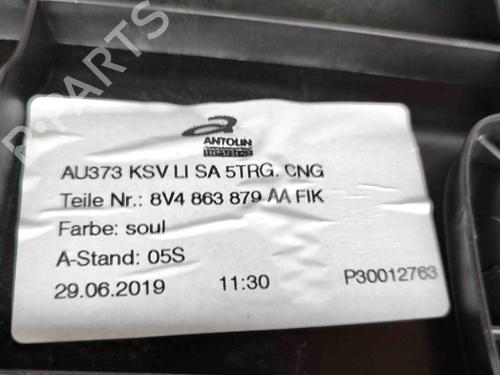 B-PARTS
ANTOLIN
AU373 KSV LI SA 5TRG. CNG
Teile Nr.: 8V4 863 879 AA FIK
Farbe: soul
A-Stand: 05S
29.06.2019 11:30 P30012763